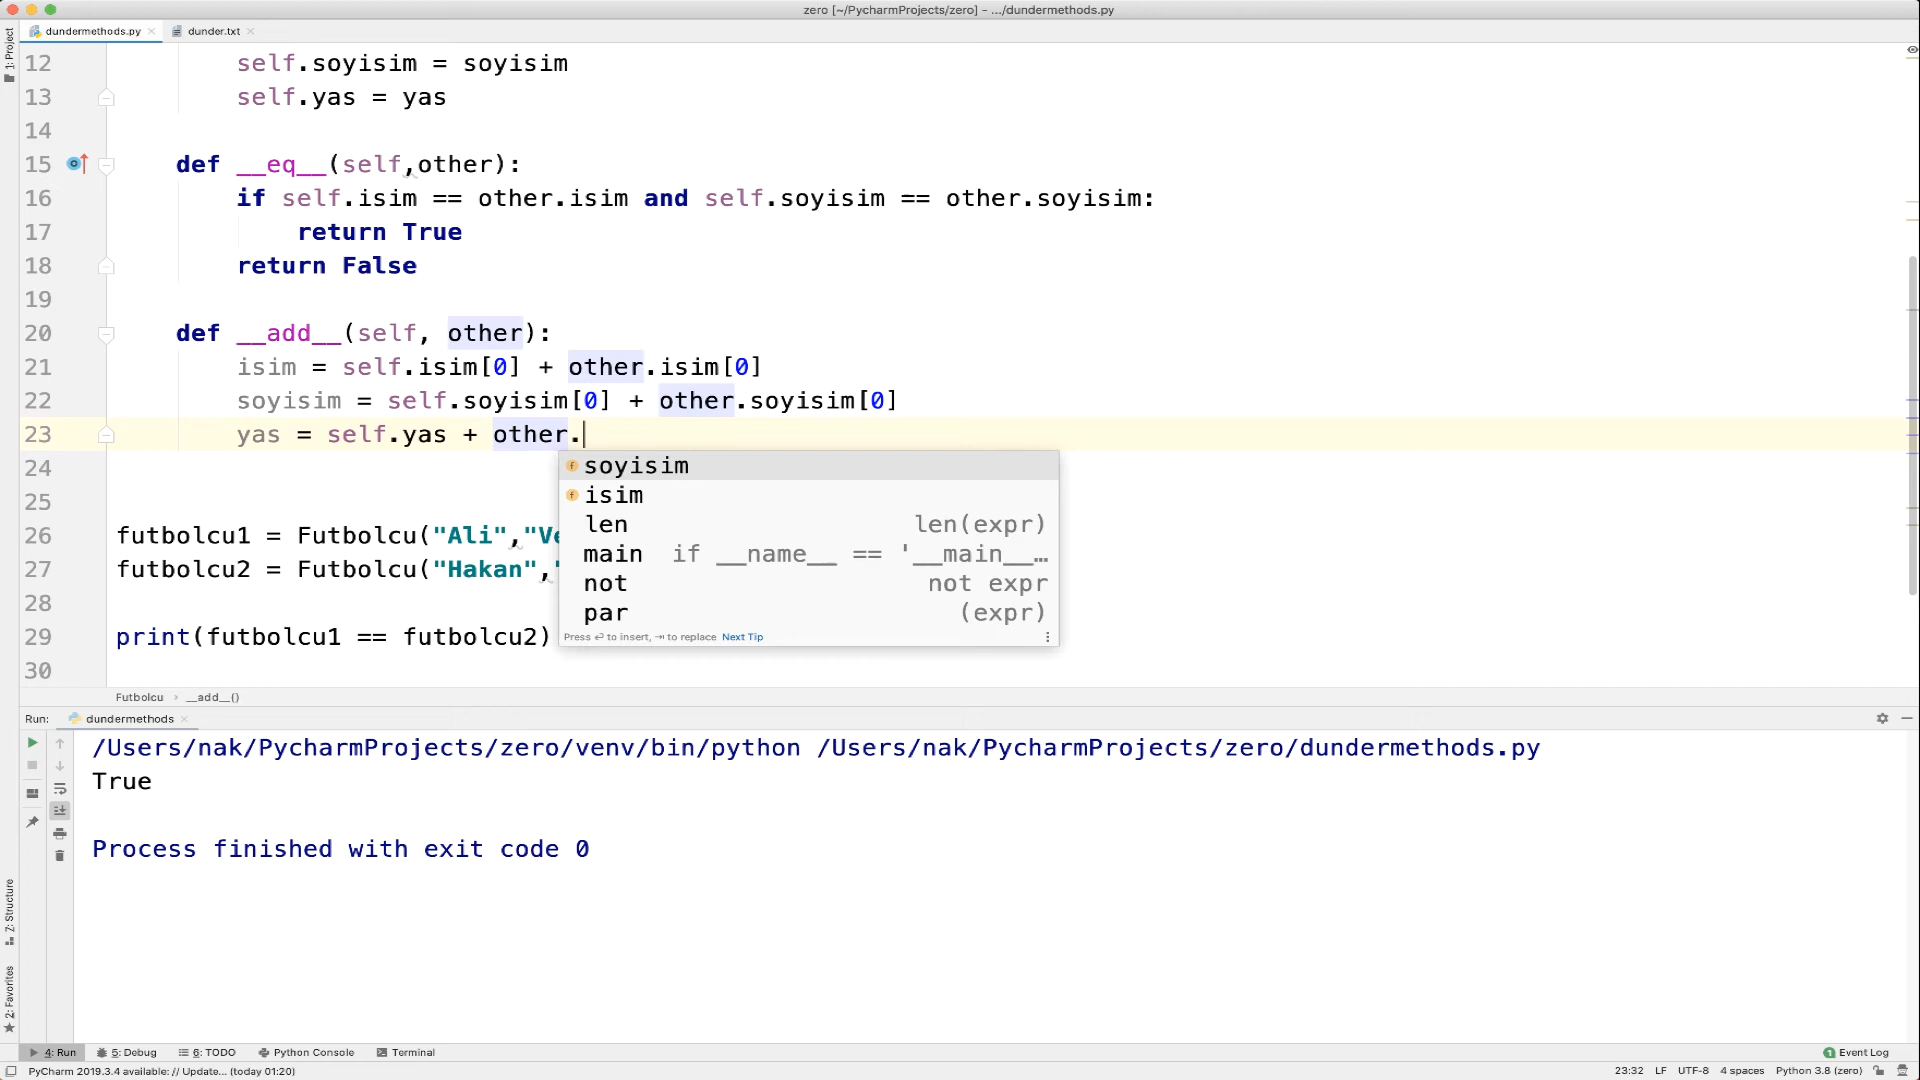 zero [~/PycharmProjects/zero] - .../dundermethods.py
dundermethods.py
dunder.txt
1: Project
12 self.soyisim = soyisim
13 self.yas = yas
14
15 def __eq__(self,other):
16 if self.isim == other.isim and self.soyisim == other.soyisim:
17 return True
18 return False
19
20 def __add__(self, other):
21 isim = self.isim[0] + other.isim[0]
22 soyisim = self.soyisim[0] + other.soyisim[0]
23 yas = self.yas + other.
24
25
26 futbolcu1 = Futbolcu("Ali","Ve
27 futbolcu2 = Futbolcu("Hakan","
28
29 print(futbolcu1 == futbolcu2)
30
f soyisim
f isim
len len(expr)
main if __name__ == '__main__…
not not expr
par (expr)
Press ⏎ to insert, ⇥ to replace Next Tip
Futbolcu › __add__()
Run: dundermethods
/Users/nak/PycharmProjects/zero/venv/bin/python /Users/nak/PycharmProjects/zero/dundermethods.py
True
Process finished with exit code 0
Z: Structure
2: Favorites
4: Run
5: Debug
6: TODO
Python Console
Terminal
1 Event Log
PyCharm 2019.3.4 available: // Update... (today 01:20)
23:32 LF UTF-8 4 spaces Python 3.8 (zero)